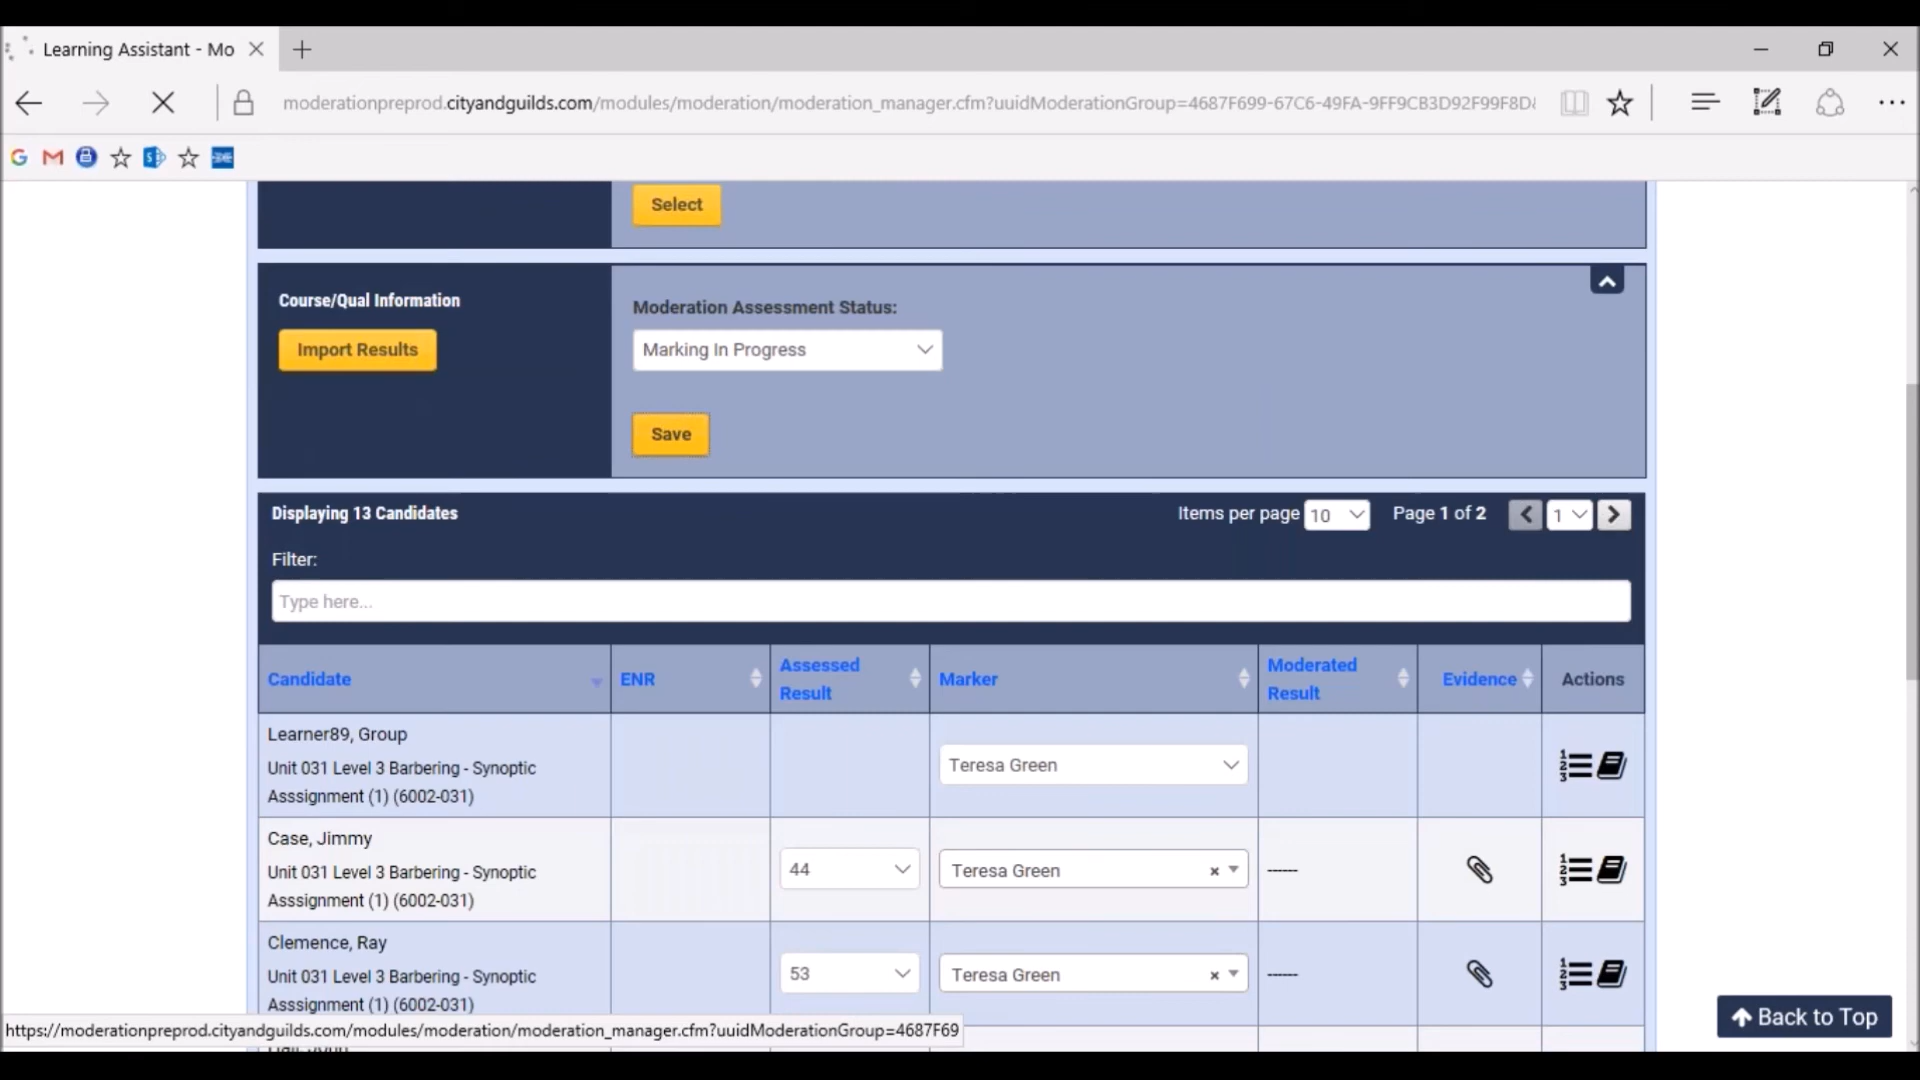 Learning Assistant - Mo
moderationpreprod.cityandguilds.com/modules/moderation/moderation_manager.cfm?uuidModerationGroup=4687F699-67C6-49FA-9FF9CB3D92F99F8D
Select
Course/Qual Information
Import Results
Moderation Assessment Status:
Marking In Progress
Save
Displaying 13 Candidates
Items per page 10 Page 1 of 2 1
Filter:
Type here...
Candidate ENR Assessed Result Marker Moderated Result Evidence Actions
Learner89, Group
Unit 031 Level 3 Barbering - Synoptic
Asssignment (1) (6002-031)
Teresa Green
Case, Jimmy
Unit 031 Level 3 Barbering - Synoptic
Asssignment (1) (6002-031)
44 Teresa Green × ------
Clemence, Ray
Unit 031 Level 3 Barbering - Synoptic
Asssignment (1) (6002-031)
53 Teresa Green × ------
Back to Top
https://moderationpreprod.cityandguilds.com/modules/moderation/moderation_manager.cfm?uuidModerationGroup=4687F69